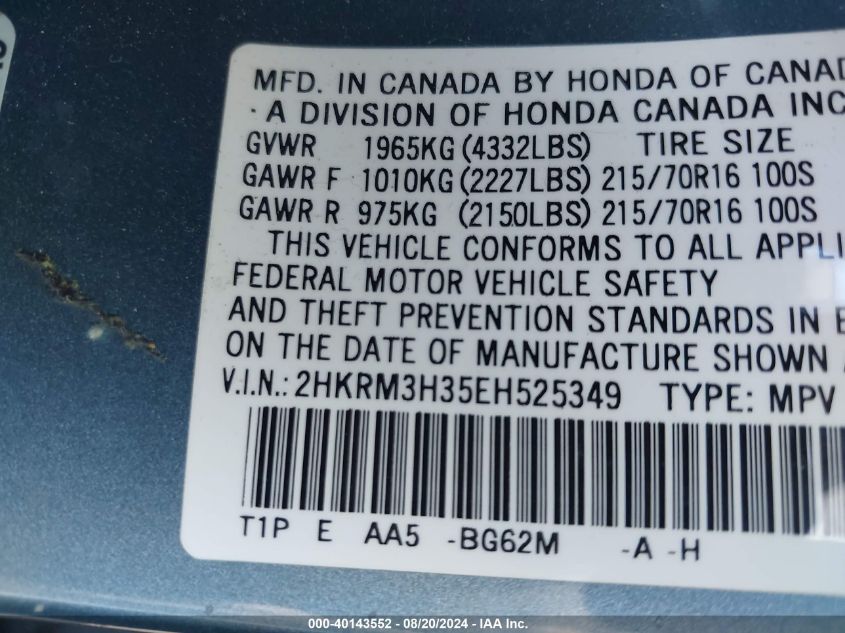 MFD. IN CANADA BY HONDA OF CANAD
A DIVISION OF HONDA CANADA INC
GVWR 1965KG (4332LBS) TIRE SIZE
GAWR F 1010KG (2227LBS) 215/70R16 100S
GAWR R 975KG (2150LBS) 215/70R16 100S
THIS VEHICLE CONFORMS TO ALL APPLI
FEDERAL MOTOR VEHICLE SAFETY
AND THEFT PREVENTION STANDARDS IN E
ON THE DATE OF MANUFACTURE SHOWN
V.I.N.: 2HKRM3H35EH525349 TYPE: MPV
T1P E AA5 -BG62M -A -H
000-40143552 - 08/20/2024 - IAA Inc.